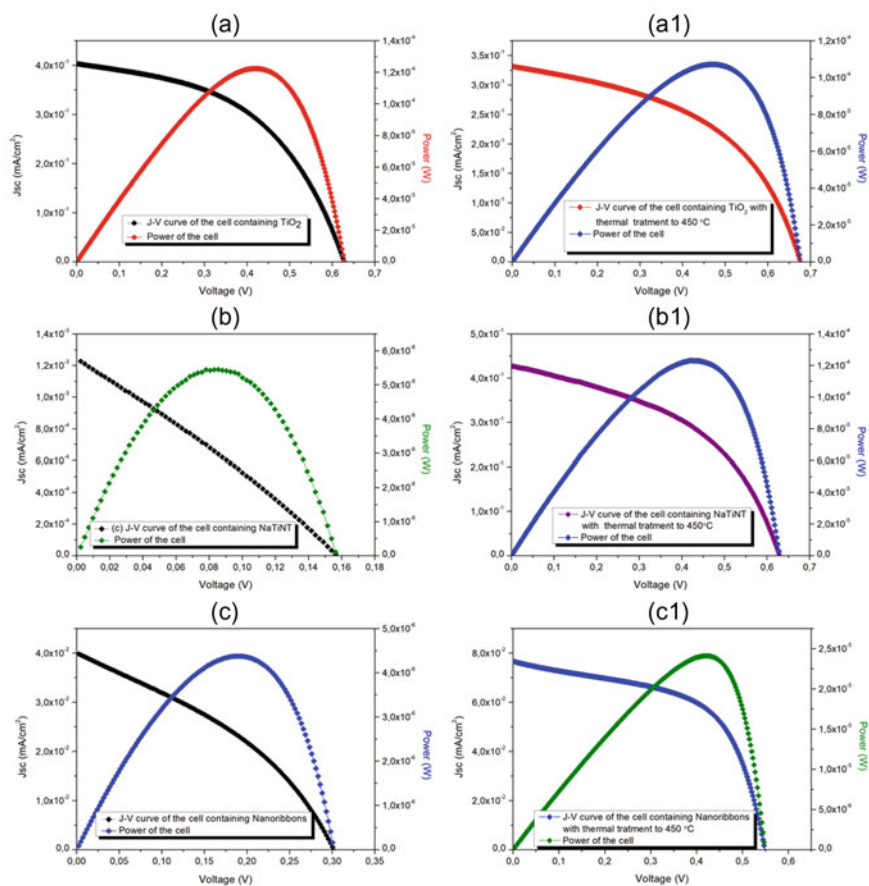 (a)
1,4x10⁻⁴
4,0x10⁻¹
1,2x10⁻⁴
1,0x10⁻⁴
3,0x10⁻¹
8,0x10⁻⁵
2,0x10⁻¹
6,0x10⁻⁵
4,0x10⁻⁵
1,0x10⁻¹
2,0x10⁻⁵
0,0
0,0
Jsc (mA/cm²)
Power (W)
J-V curve of the cell containing TiO₂
Power of the cell
0,0 0,1 0,2 0,3 0,4 0,5 0,6 0,7
Voltage (V)
(a1)
3,5x10⁻¹
1,2x10⁻⁴
3,0x10⁻¹
1,0x10⁻⁴
2,5x10⁻¹
8,0x10⁻⁵
2,0x10⁻¹
6,0x10⁻⁵
1,5x10⁻¹
4,0x10⁻⁵
1,0x10⁻¹
2,0x10⁻⁵
5,0x10⁻²
0,0
0,0
Jsc (mA/cm²)
Power (W)
J-V curve of the cell containing TiO₂ with
thermal tratment to 450 °C
Power of the cell
0,0 0,1 0,2 0,3 0,4 0,5 0,6 0,7
Voltage (V)
(b)
1,4x10⁻³
6,0x10⁻⁸
1,2x10⁻³
5,0x10⁻⁸
1,0x10⁻³
4,0x10⁻⁸
8,0x10⁻⁴
3,0x10⁻⁸
6,0x10⁻⁴
2,0x10⁻⁸
4,0x10⁻⁴
1,0x10⁻⁸
2,0x10⁻⁴
0,0
0,0
Jsc (mA/cm²)
Power (W)
(c) J-V curve of the cell containing NaTiNT
Power of the cell
0,00 0,02 0,04 0,06 0,08 0,10 0,12 0,14 0,16 0,18
Voltage (V)
(b1)
5,0x10⁻¹
1,4x10⁻⁴
4,0x10⁻¹
1,2x10⁻⁴
1,0x10⁻⁴
3,0x10⁻¹
8,0x10⁻⁵
2,0x10⁻¹
6,0x10⁻⁵
4,0x10⁻⁵
1,0x10⁻¹
2,0x10⁻⁵
0,0
0,0
Jsc (mA/cm²)
Power (W)
J-V curve of the cell containing NaTiNT
with thermal tratment to 450°C
Power of the cell
0,0 0,1 0,2 0,3 0,4 0,5 0,6 0,7
Voltage (V)
(c)
5,0x10⁻⁶
4,0x10⁻²
4,0x10⁻⁶
3,0x10⁻²
3,0x10⁻⁶
2,0x10⁻²
2,0x10⁻⁶
1,0x10⁻²
1,0x10⁻⁶
0,0
0,0
Jsc (mA/cm²)
Power (W)
J-V curve of the cell containing Nanoribbons
Power of the cell
0,00 0,05 0,10 0,15 0,20 0,25 0,30 0,35
Voltage (V)
(c1)
8,0x10⁻²
2,5x10⁻⁵
6,0x10⁻²
2,0x10⁻⁵
4,0x10⁻²
1,5x10⁻⁵
1,0x10⁻⁵
2,0x10⁻²
5,0x10⁻⁶
0,0
0,0
Jsc (mA/cm²)
Power (W)
J-V curve of the cell containing Nanoribbons
with thermal tratment to 450 °C
Power of the cell
0,0 0,1 0,2 0,3 0,4 0,5 0,6
Voltage (V)